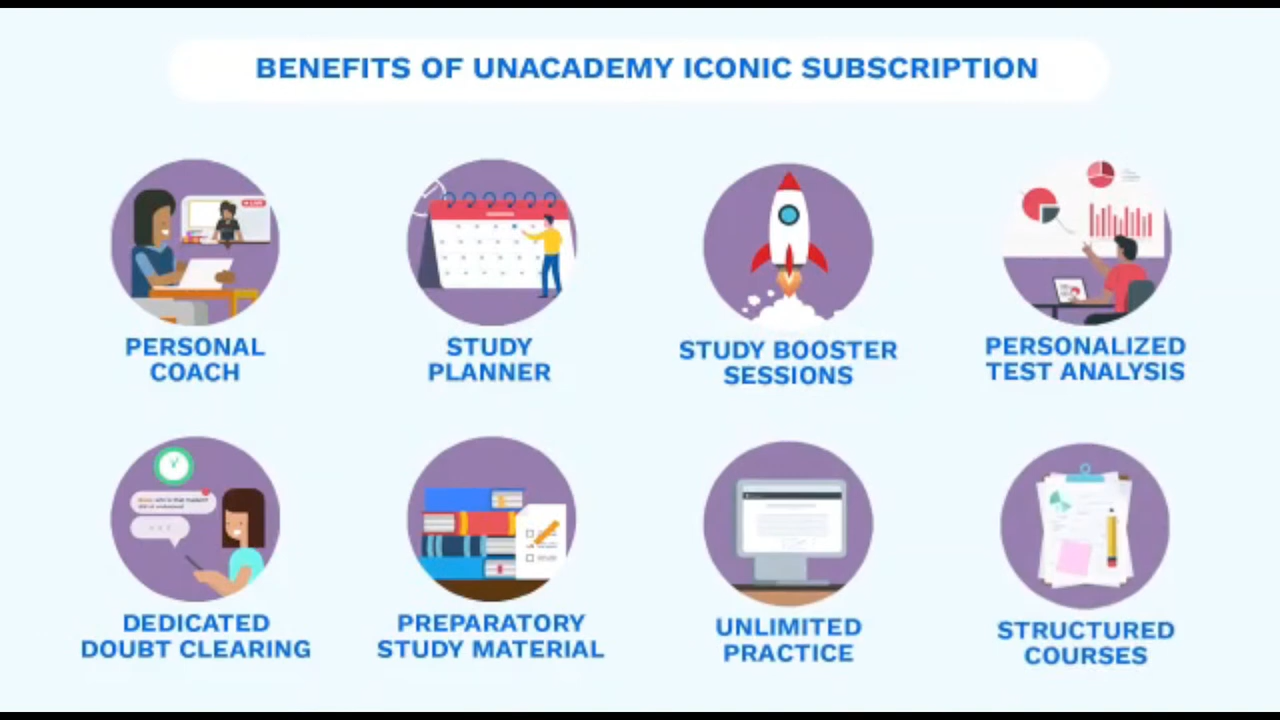 BENEFITS OF UNACADEMY ICONIC SUBSCRIPTION
LIVE
PERSONAL
COACH
STUDY
PLANNER
STUDY BOOSTER
SESSIONS
PERSONALIZED
TEST ANALYSIS
DEDICATED
DOUBT CLEARING
PREPARATORY
STUDY MATERIAL
UNLIMITED
PRACTICE
STRUCTURED
COURSES